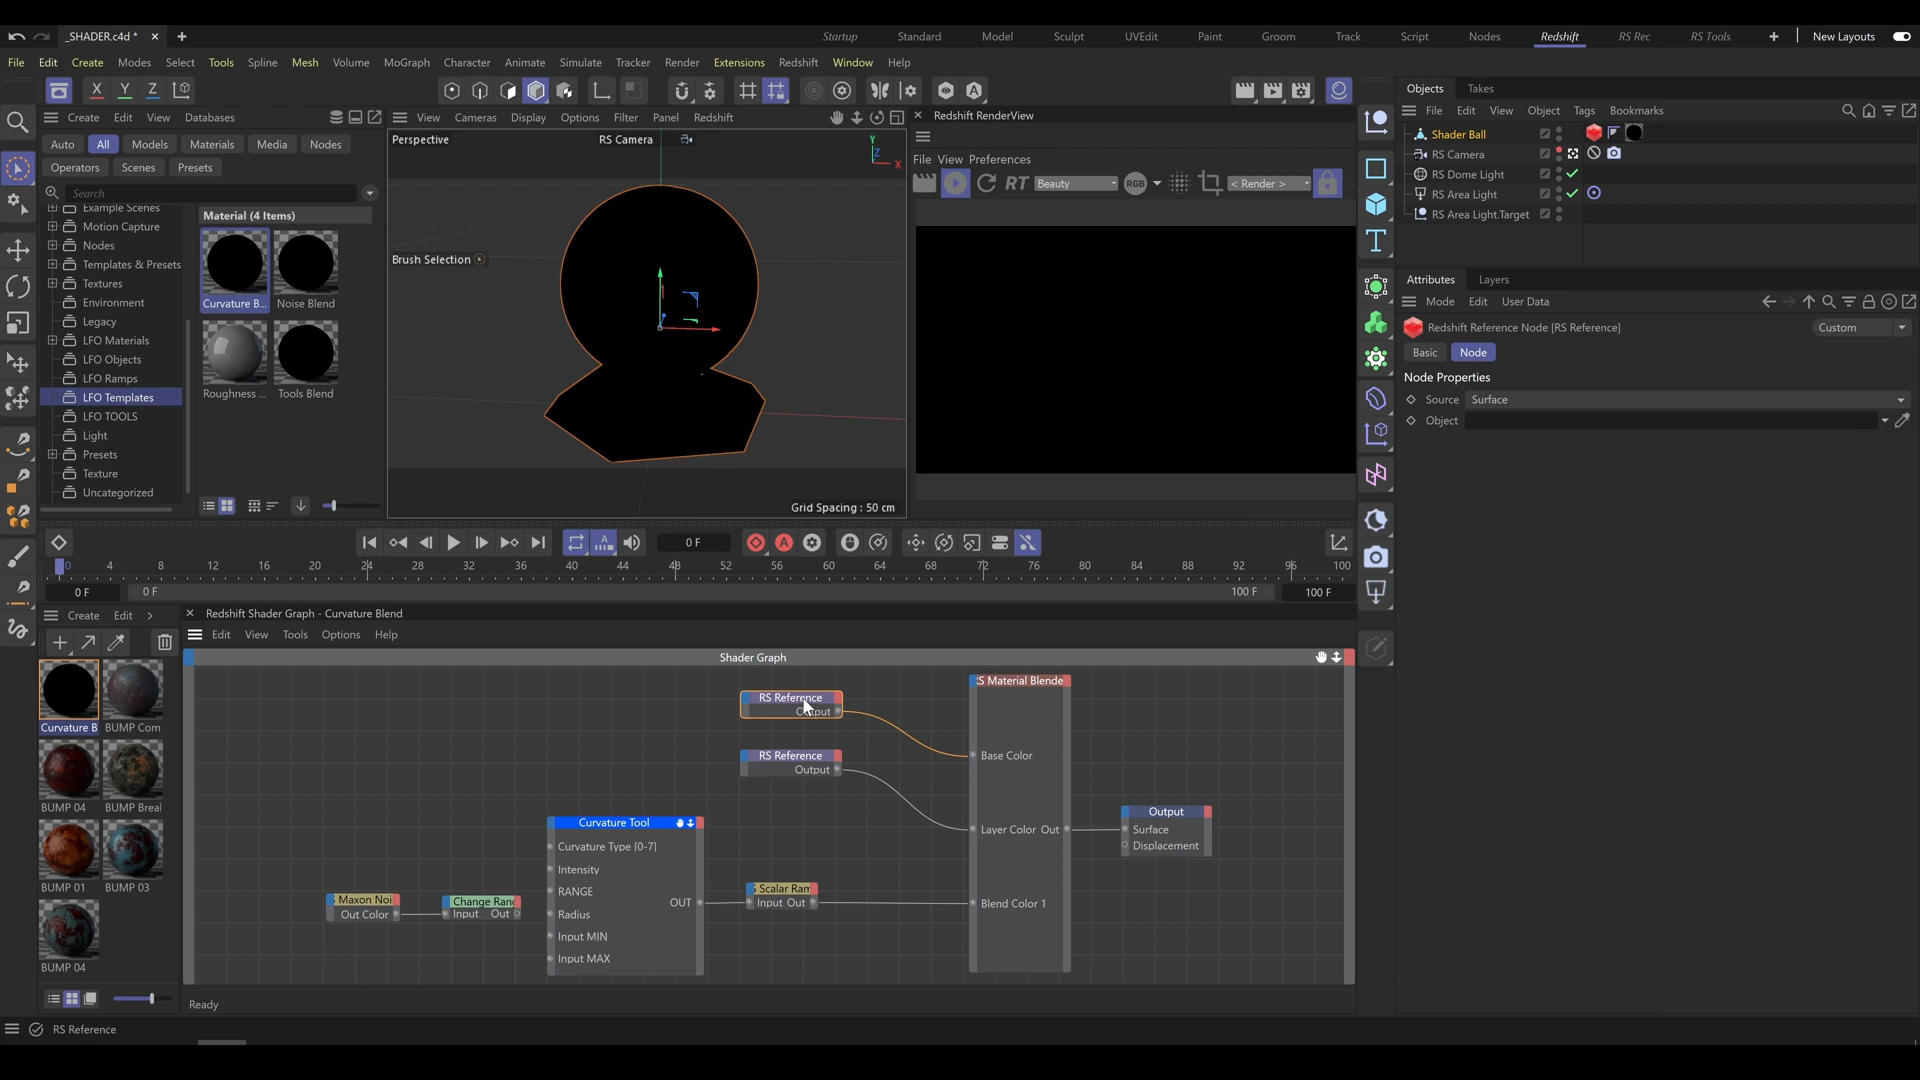 _SHADER.c4d *
Startup Standard Model Sculpt UVEdit Paint Groom Track Script Nodes Redshift RS Rec RS Tools New Layouts
File Edit Create Modes Select Tools Spline Mesh Volume MoGraph Character Animate Simulate Tracker Render Extensions Redshift Window Help
X Y Z
Create Edit View Databases
Auto All Models Materials Media Nodes
Operators Scenes Presets
Search
Example Scenes
Motion Capture
Nodes
Templates & Presets
Textures
Environment
Legacy
LFO Materials
LFO Objects
LFO Ramps
LFO Templates
LFO TOOLS
Light
Presets
Texture
Uncategorized
Material (4 Items)
Curvature B... Noise Blend
Roughness ... Tools Blend
View Cameras Display Options Filter Panel Redshift
Perspective RS Camera
Y
Z
X
Brush Selection
Grid Spacing : 50 cm
Redshift RenderView
File View Preferences
RT Beauty RGB < Render >
Objects Takes
File Edit View Object Tags Bookmarks
Shader Ball
RS Camera
RS Dome Light
RS Area Light
RS Area Light.Target
Attributes Layers
Mode Edit User Data
Redshift Reference Node [RS Reference] Custom
Basic Node
Node Properties
Source Surface
Object
0 F
0 4 8 12 16 20 24 28 32 36 40 44 48 52 56 60 64 68 72 76 80 84 88 92 96 100
0 F 0 F 100 F 100 F
Create Edit
Curvature B BUMP Com
BUMP 04 BUMP Breal
BUMP 01 BUMP 03
BUMP 04
Redshift Shader Graph - Curvature Blend
Edit View Tools Options Help
Shader Graph
RS Reference
Output
RS Reference
Output
S Material Blende
Base Color
Layer Color Out
Blend Color 1
Output
Surface
Displacement
Curvature Tool
Curvature Type [0-7]
Intensity
RANGE
Radius
Input MIN
Input MAX
OUT
Maxon Noi
Out Color
Change Rang
Input Out
Scalar Ram
Input Out
Ready
RS Reference